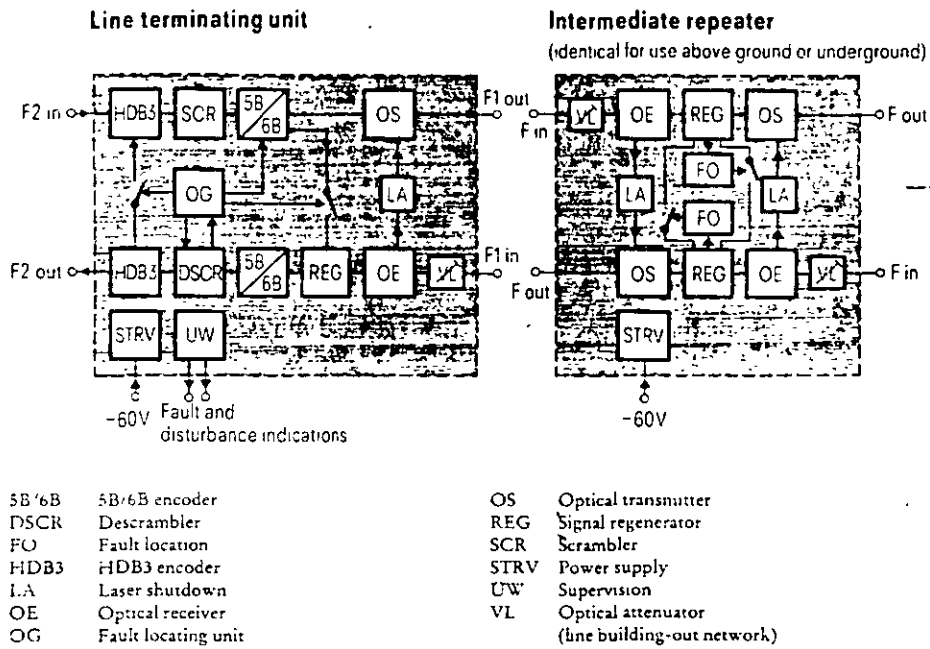 Line terminating unit
F2 in
HDB3
SCR
5B
6B
OS
F1 out
OG
LA
F2 out
HDB3
DSCR
5B
6B
REG
OE
VL
F1 in
STRV
UW
-60V
Fault and
disturbance indications
Intermediate repeater
(identical for use above ground or underground)
F in
VL
OE
REG
OS
F out
LA
FO
FO
LA
F out
OS
REG
OE
VL
F in
STRV
-60V
5B/6B 5B/6B encoder
DSCR Descrambler
FO Fault location
HDB3 HDB3 encoder
LA Laser shutdown
OE Optical receiver
OG Fault locating unit
OS Optical transmitter
REG Signal regenerator
SCR Scrambler
STRV Power supply
UW Supervision
VL Optical attenuator
(line building-out network)